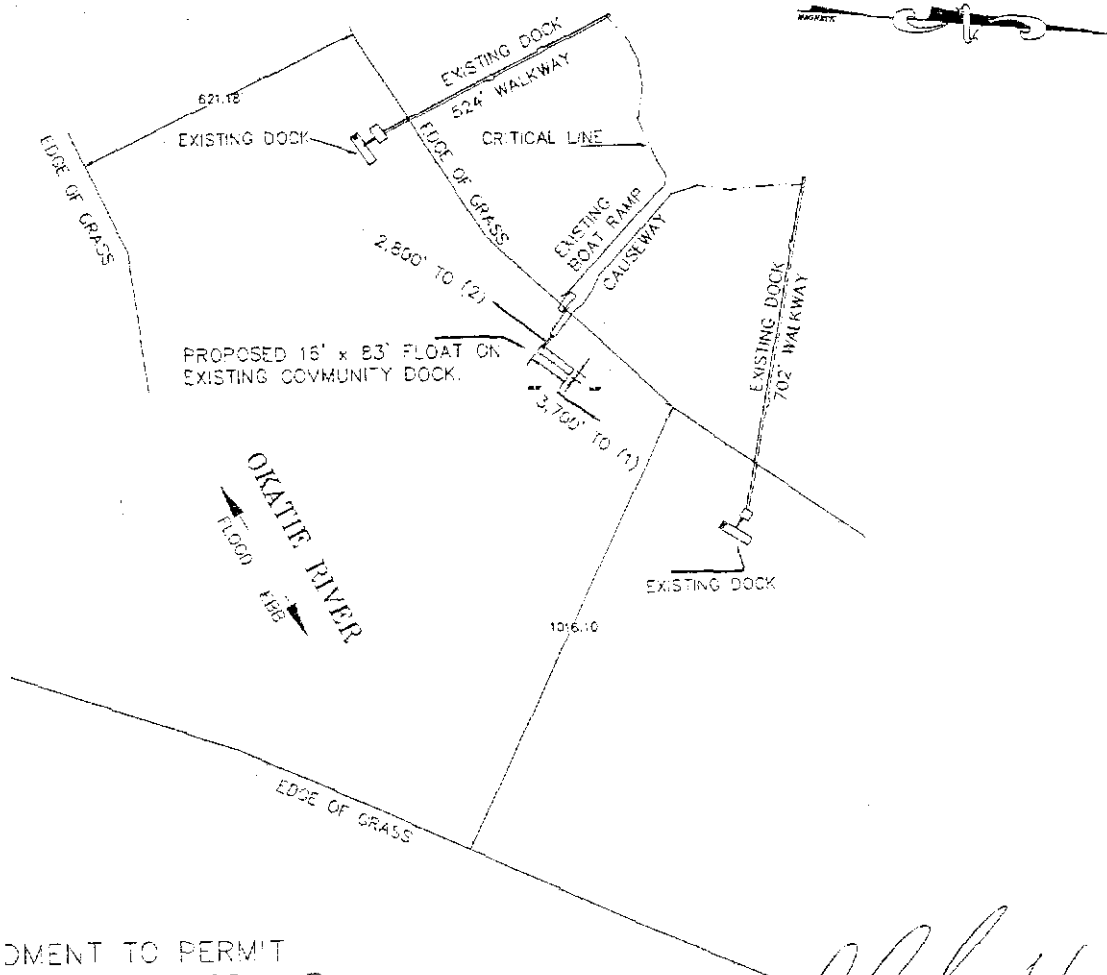 MAGNETIC
EXISTING DOCK
524' WALKWAY
621.18'
EXISTING DOCK
CRITICAL LINE
EDGE OF GRASS
EDGE OF GRASS
EXISTING
BOAT RAMP
CAUSEWAY
2,800' TO (2)
EXISTING DOCK
702' WALKWAY
PROPOSED 16' x 83' FLOAT ON
EXISTING COMMUNITY DOCK.
3,700' TO (1)
OKATIE RIVER
FLOOD
EBB
EXISTING DOCK
1016.10
EDGE OF GRASS
DMENT TO PERMIT